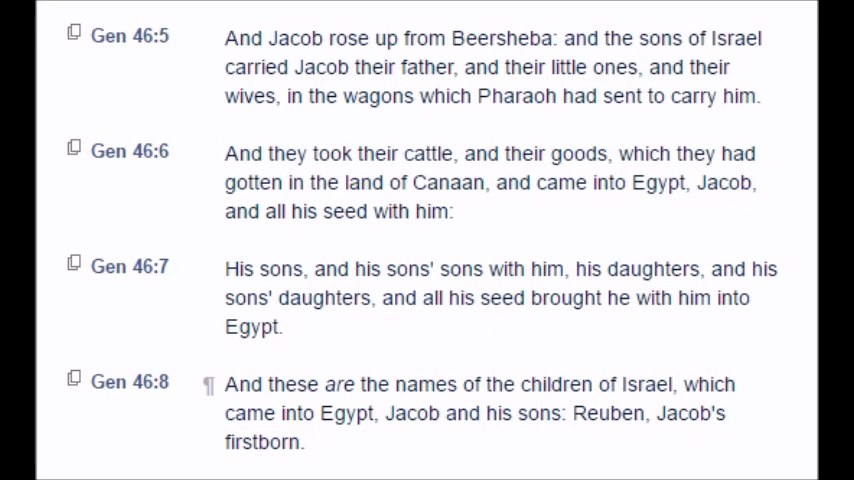 Gen 46:5 And Jacob rose up from Beersheba: and the sons of Israel
carried Jacob their father, and their little ones, and their
wives, in the wagons which Pharaoh had sent to carry him.
Gen 46:6 And they took their cattle, and their goods, which they had
gotten in the land of Canaan, and came into Egypt, Jacob,
and all his seed with him:
Gen 46:7 His sons, and his sons' sons with him, his daughters, and his
sons' daughters, and all his seed brought he with him into
Egypt.
Gen 46:8 ¶ And these are the names of the children of Israel, which
came into Egypt, Jacob and his sons: Reuben, Jacob's
firstborn.